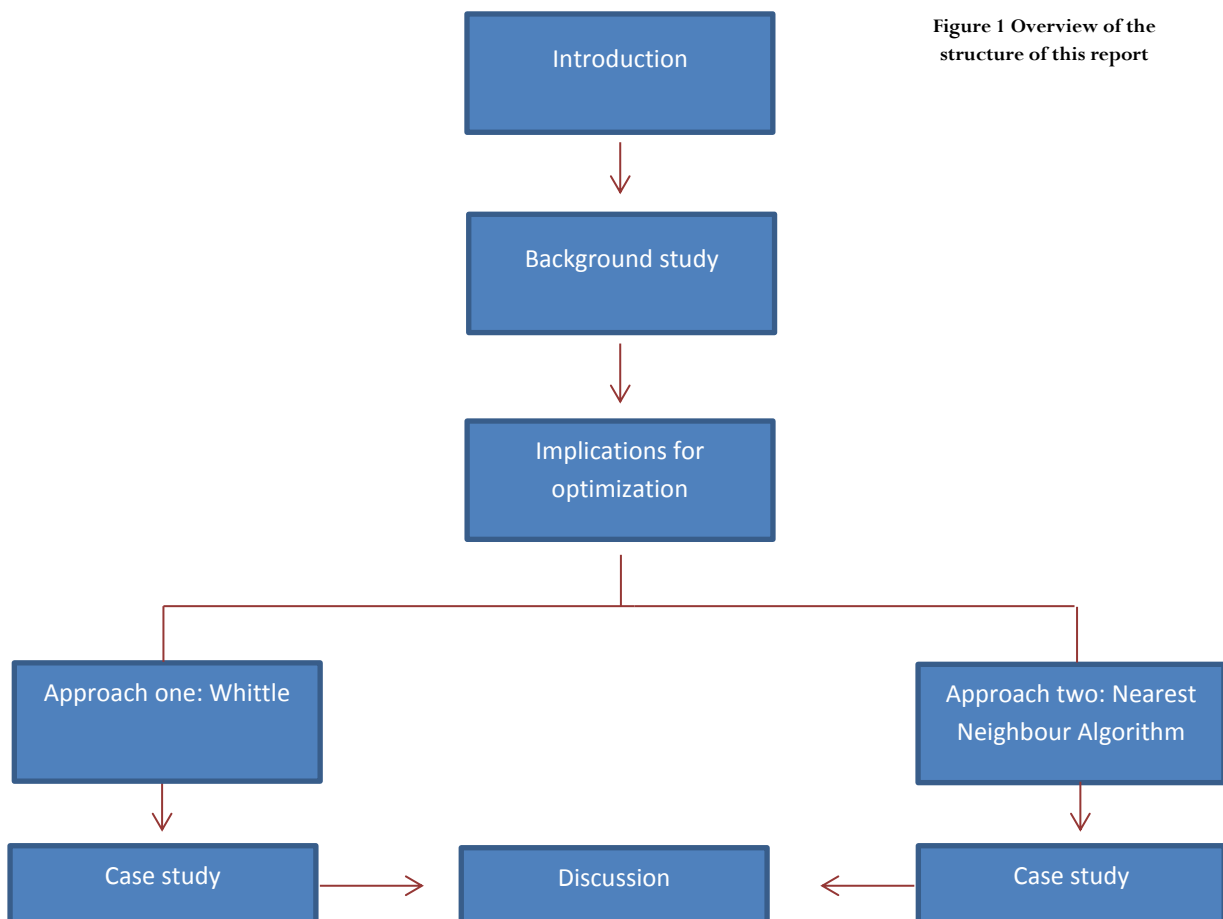 Figure 1 Overview of the
structure of this report
Introduction
Background study
Implications for
optimization
Approach one: Whittle
Approach two: Nearest
Neighbour Algorithm
Case study
Discussion
Case study